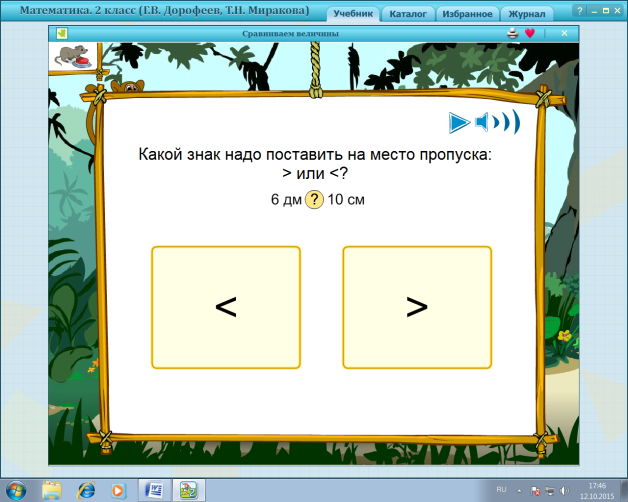 Математика. 2 класс (Г.В. Дорофеев, Т.Н. Миракова)
Учебник
Каталог
Избранное
Журнал
Сравниваем величины
Какой знак надо поставить на место пропуска:
> или <?
6 дм ? 10 см
<
>
RU
17:46
12.10.2015